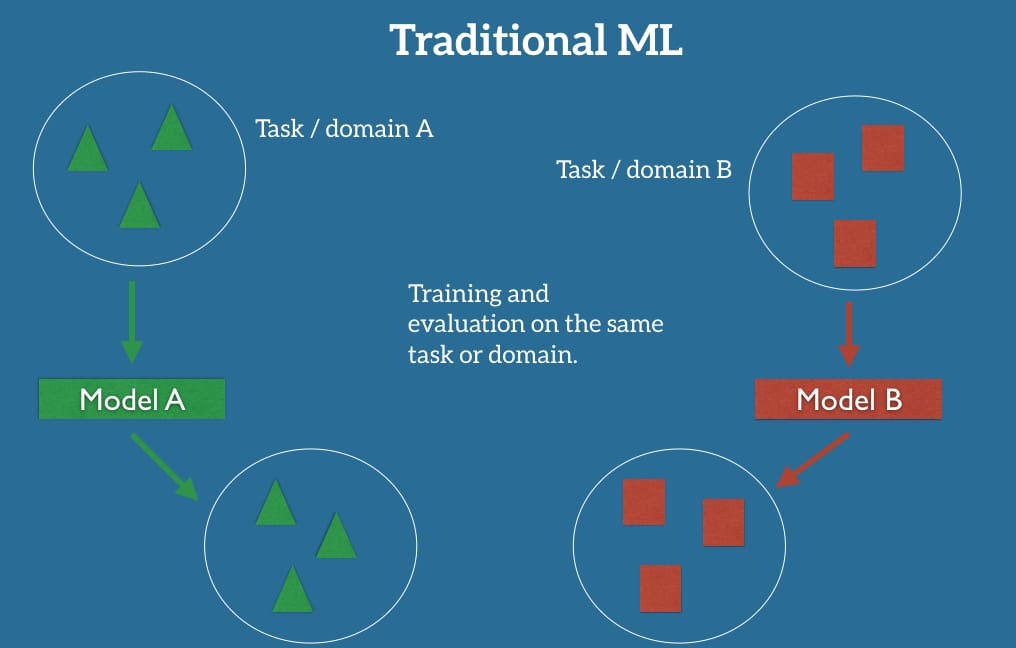 Traditional ML
Task / domain A
Task / domain B
Training and
evaluation on the same
task or domain.
Model A
Model B